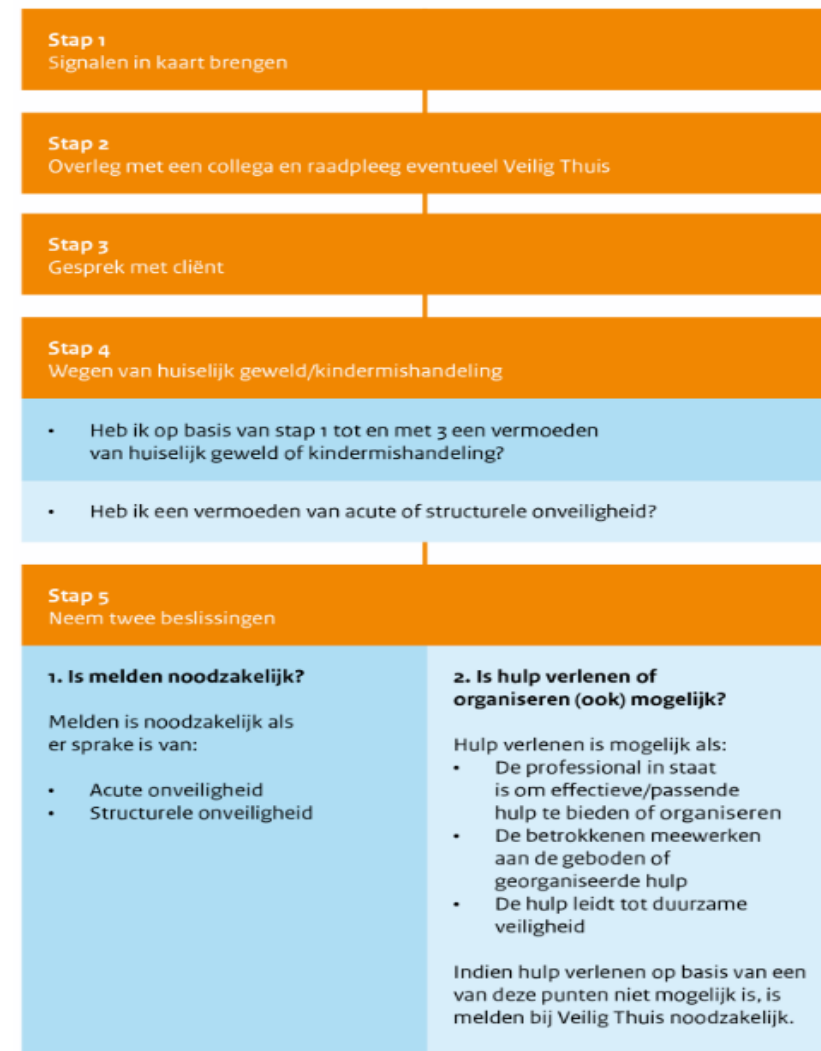 Stap 1
Signalen in kaart brengen
Stap 2
Overleg met een collega en raadpleeg eventueel Veilig Thuis
Stap 3
Gesprek met cliënt
Stap 4
Wegen van huiselijk geweld/kindermishandeling
• Heb ik op basis van stap 1 tot en met 3 een vermoeden
van huiselijk geweld of kindermishandeling?
• Heb ik een vermoeden van acute of structurele onveiligheid?
Stap 5
Neem twee beslissingen
1. Is melden noodzakelijk?
Melden is noodzakelijk als
er sprake is van:
• Acute onveiligheid
• Structurele onveiligheid
2. Is hulp verlenen of
organiseren (ook) mogelijk?
Hulp verlenen is mogelijk als:
• De professional in staat
is om effectieve/passende
hulp te bieden of organiseren
• De betrokkenen meewerken
aan de geboden of
georganiseerde hulp
• De hulp leidt tot duurzame
veiligheid
Indien hulp verlenen op basis van een
van deze punten niet mogelijk is, is
melden bij Veilig Thuis noodzakelijk.